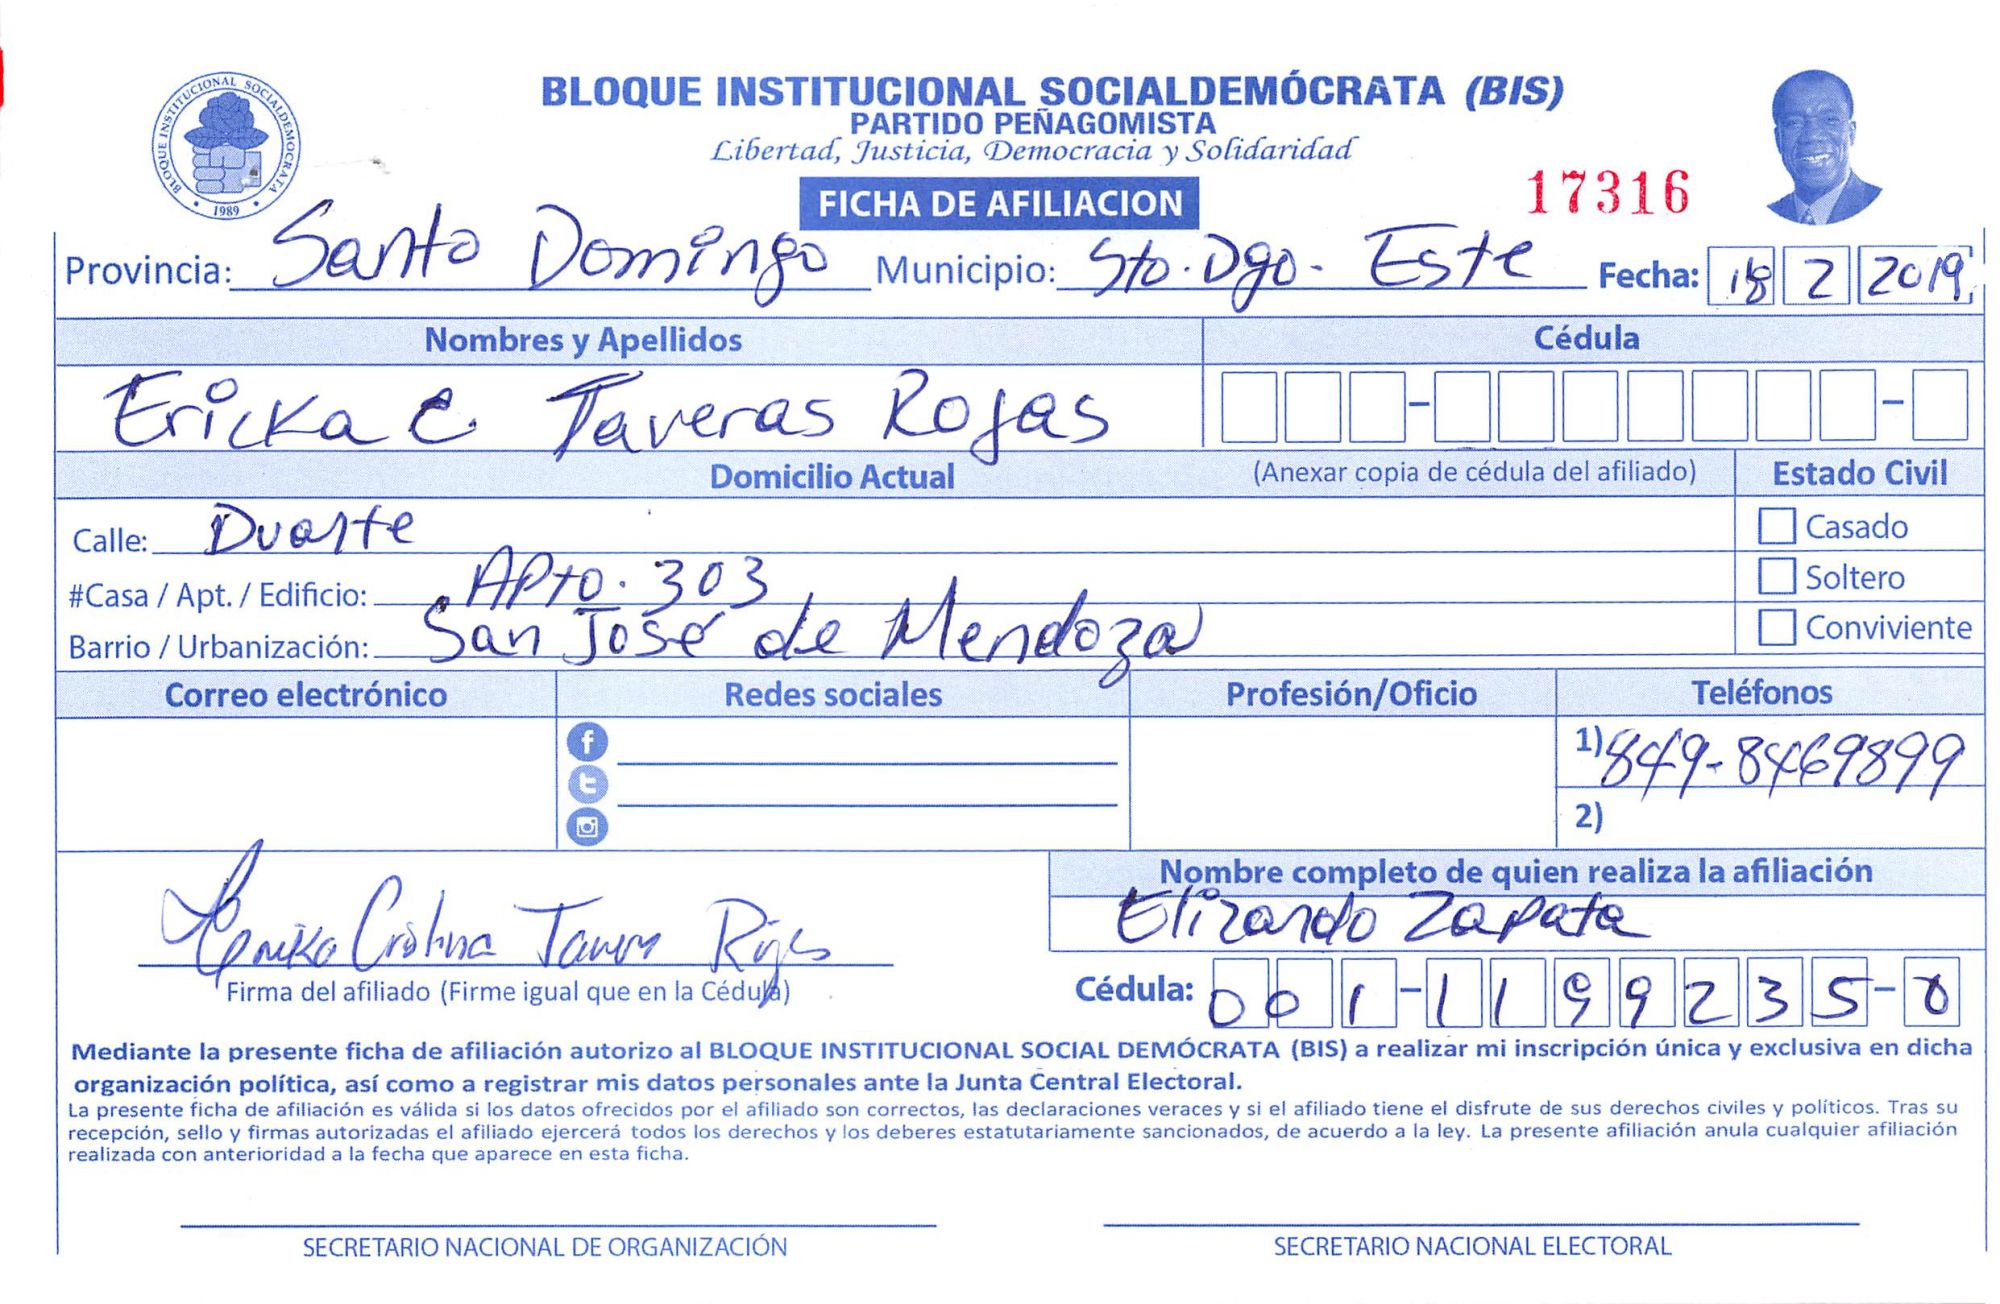 BLOQUE INSTITUCIONAL SOCIALDEMÓCRATA (BIS)
PARTIDO PEÑAGOMISTA
Libertad, Justicia, Democracia y Solidaridad
BLOQUE INSTITUCIONAL SOCIALDEMOCRATA
1989
FICHA DE AFILIACION
17316
Provincia: Santo Domingo Municipio: Sto. Dgo. Este Fecha: 18 2 2019
Nombres y Apellidos Cédula
Ericka C. Taveras Rojas - -
Domicilio Actual (Anexar copia de cédula del afiliado) Estado Civil
Calle: Duarte Casado
#Casa / Apt. / Edificio: APto. 303 Soltero
Barrio / Urbanización: San José de Mendoza Conviviente
Correo electrónico Redes sociales Profesión/Oficio Teléfonos
1) 849-8469899
2)
Nombre completo de quien realiza la afiliación
Elizardo Zapata
Cristina Rojas
Firma del afiliado (Firme igual que en la Cédula)
Cédula: 001-1199235-8
Mediante la presente ficha de afiliación autorizo al BLOQUE INSTITUCIONAL SOCIAL DEMÓCRATA (BIS) a realizar mi inscripción única y exclusiva en dicha
organización política, así como a registrar mis datos personales ante la Junta Central Electoral.
La presente ficha de afiliación es válida si los datos ofrecidos por el afiliado son correctos, las declaraciones veraces y si el afiliado tiene el disfrute de sus derechos civiles y políticos. Tras su
recepción, sello y firmas autorizadas el afiliado ejercerá todos los derechos y los deberes estatutariamente sancionados, de acuerdo a la ley. La presente afiliación anula cualquier afiliación
realizada con anterioridad a la fecha que aparece en esta ficha.
SECRETARIO NACIONAL DE ORGANIZACIÓN SECRETARIO NACIONAL ELECTORAL